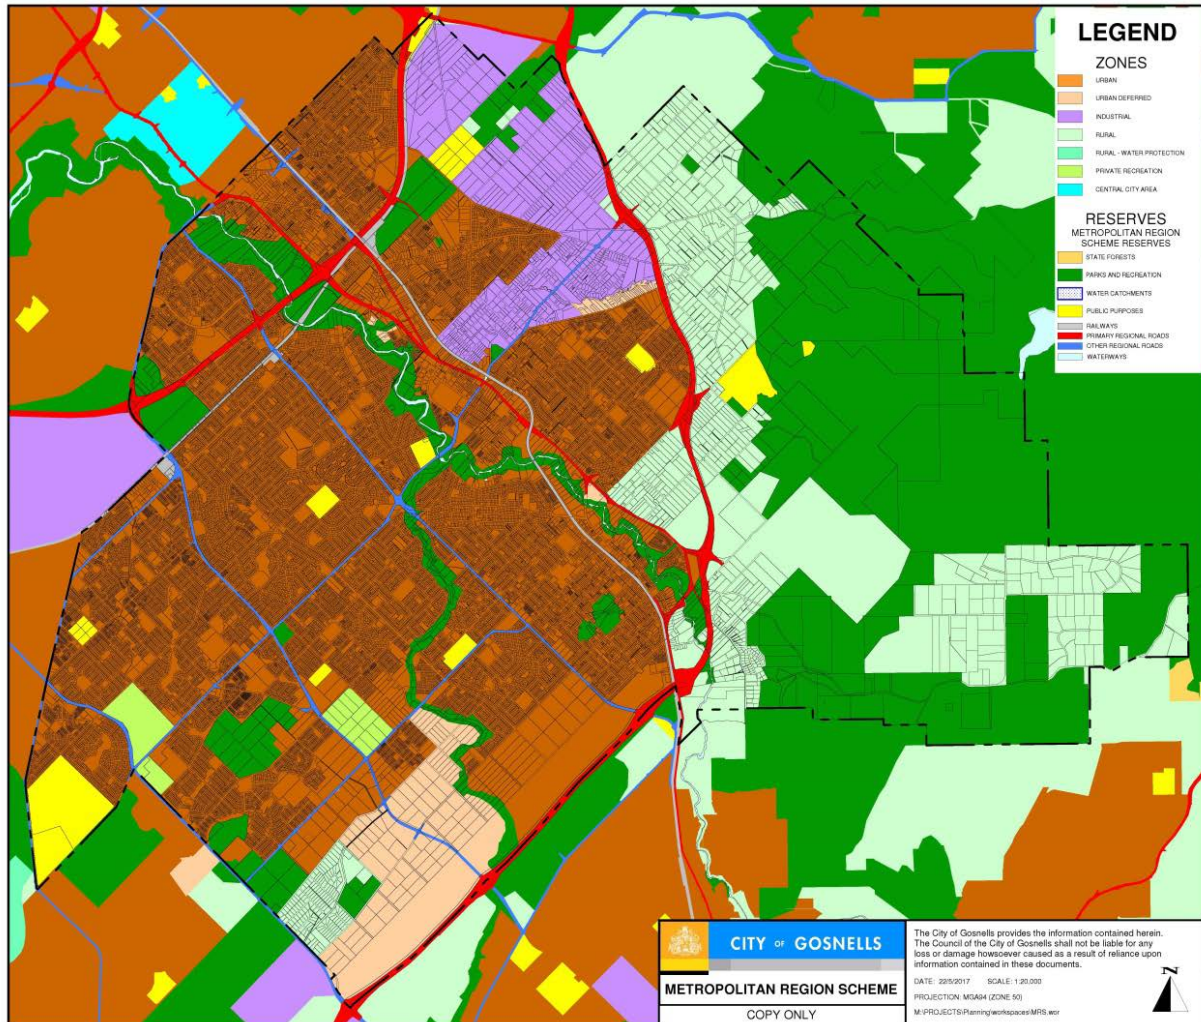 LEGEND
ZONES
URBAN
URBAN DEFERRED
INDUSTRIAL
RURAL
RURAL - WATER PROTECTION
PRIVATE RECREATION
CENTRAL CITY AREA
RESERVES
METROPOLITAN REGION
SCHEME RESERVES
STATE FORESTS
PARKS AND RECREATION
WATER CATCHMENTS
PUBLIC PURPOSES
RAILWAYS
PRIMARY REGIONAL ROADS
OTHER REGIONAL ROADS
WATERWAYS
CITY OF GOSNELLS
METROPOLITAN REGION SCHEME
COPY ONLY
The City of Gosnells provides the information contained herein.
The Council of the City of Gosnells shall not be liable for any
loss or damage howsoever caused as a result of reliance upon
information contained in these documents.
DATE: 22/5/2017 SCALE: 1:20,000
PROJECTION: MGA94 (ZONE 50)
M:\PROJECTS\Planning\workspaces\MRS.wor
N